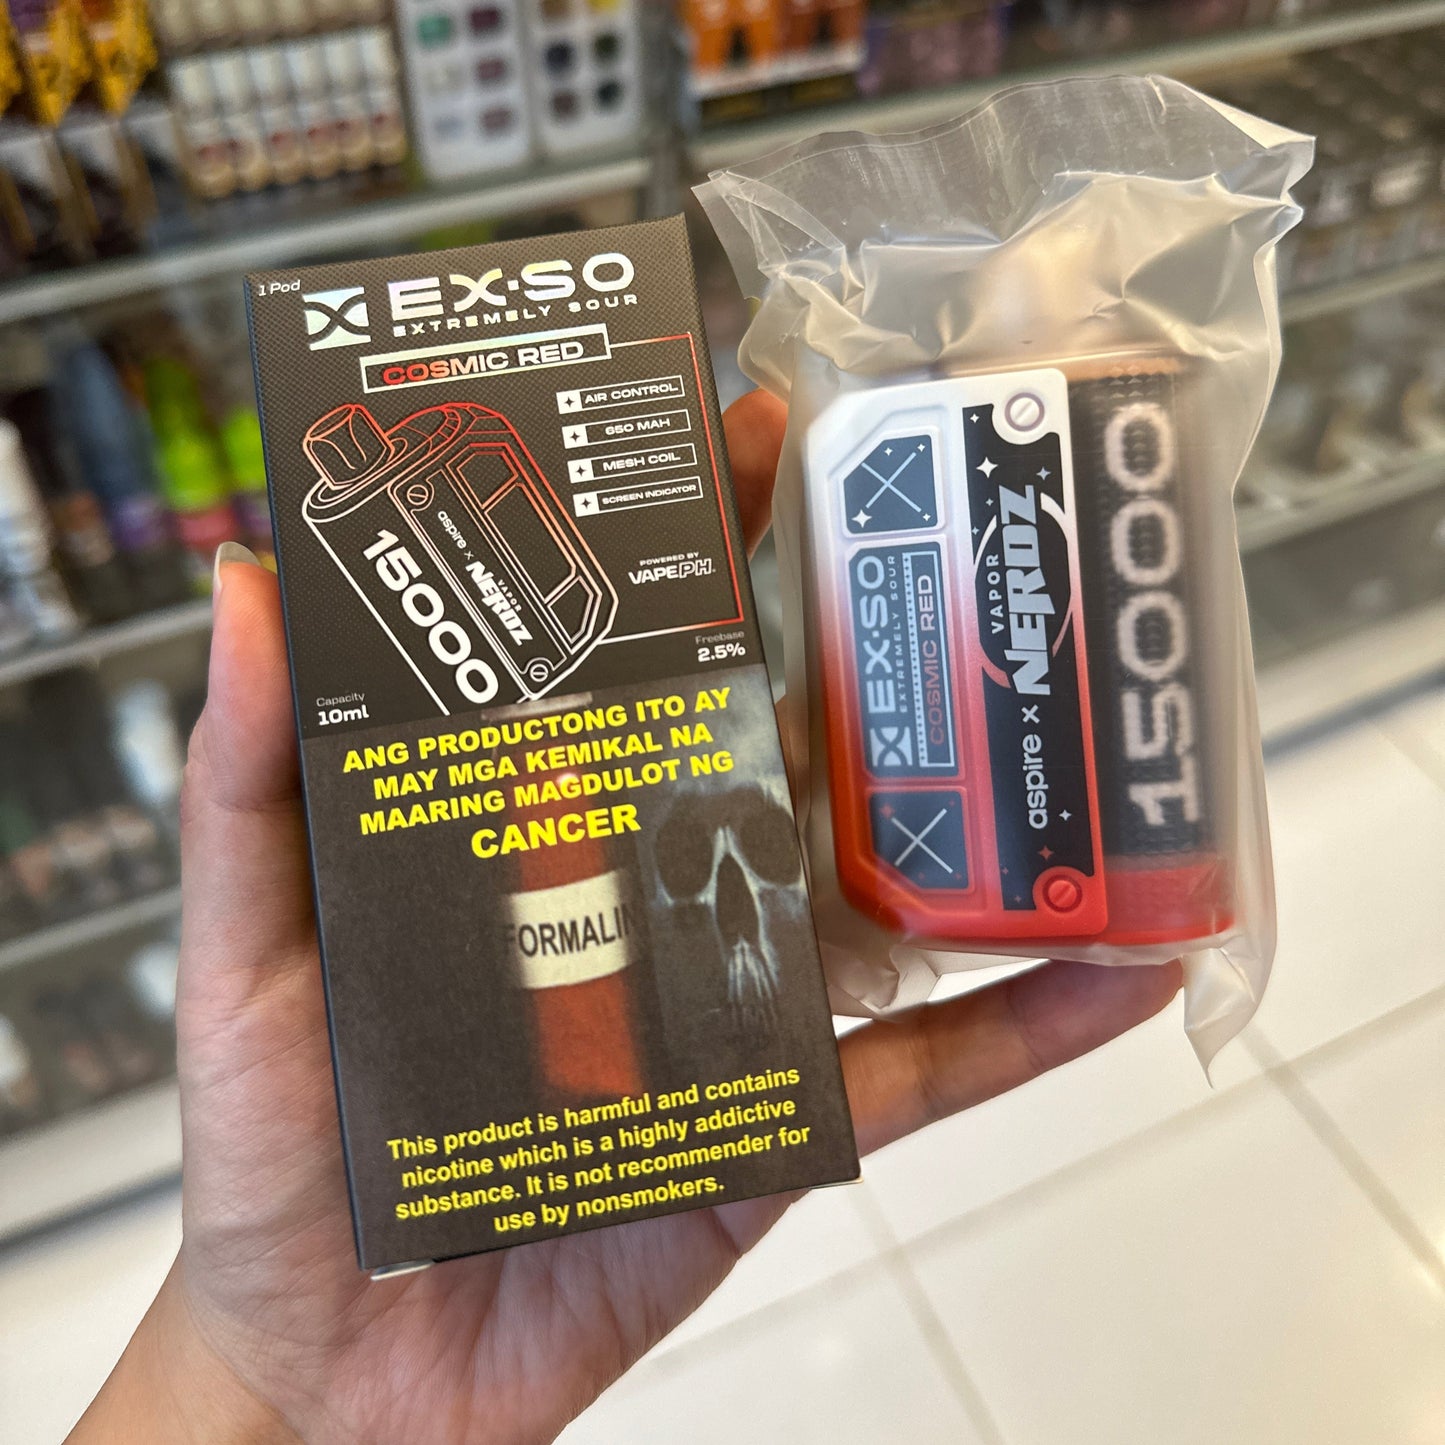 1 Pod
EX·SO
EXTREMELY SOUR
COSMIC RED
AIR CONTROL
650 MAH
MESH COIL
SCREEN INDICATOR
15000
aspire x VAPOR NERDZ
POWERED BY
VAPEPH
Freebase
2.5%
Capacity
10ml
ANG PRODUCTONG ITO AY
MAY MGA KEMIKAL NA
MAARING MAGDULOT NG
CANCER
FORMALIN
This product is harmful and contains
nicotine which is a highly addictive
substance. It is not recommender for
use by nonsmokers.
EX·SO
EXTREMELY SOUR
COSMIC RED
aspire x VAPOR NERDZ
15000